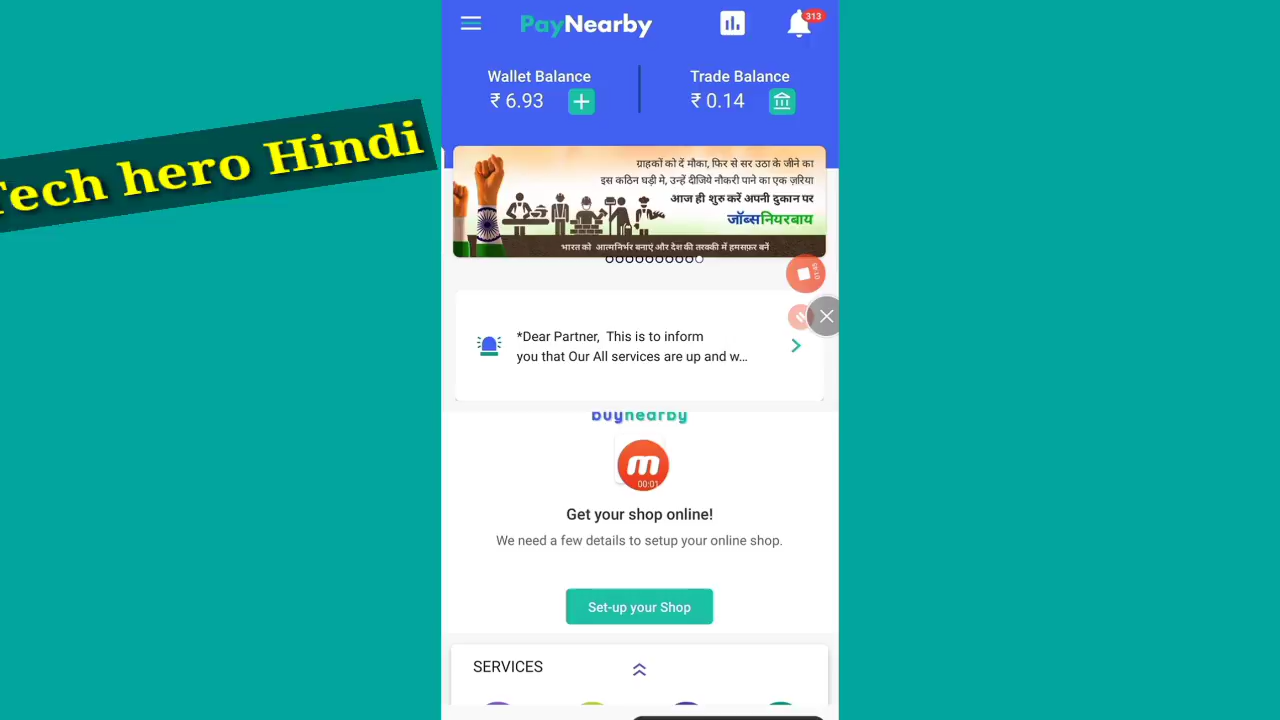 PayNearby
313
Wallet Balance
₹ 6.93
Trade Balance
₹ 0.14
Tech hero Hindi
ग्राहकों को दें मौका, फिर से सर उठा के जीने का
इस कठिन घड़ी मे, उन्हें दीजिये नौकरी पाने का एक ज़रिया
आज ही शुरु करें अपनी दुकान पर
जॉब्सनियरबाय
भारत को आत्मनिर्भर बनाएं और देश की तरक्की में हमसफ़र बनें
*Dear Partner, This is to inform
you that Our All services are up and w...
buynearby
m
00:01
Get your shop online!
We need a few details to setup your online shop.
Set-up your Shop
SERVICES